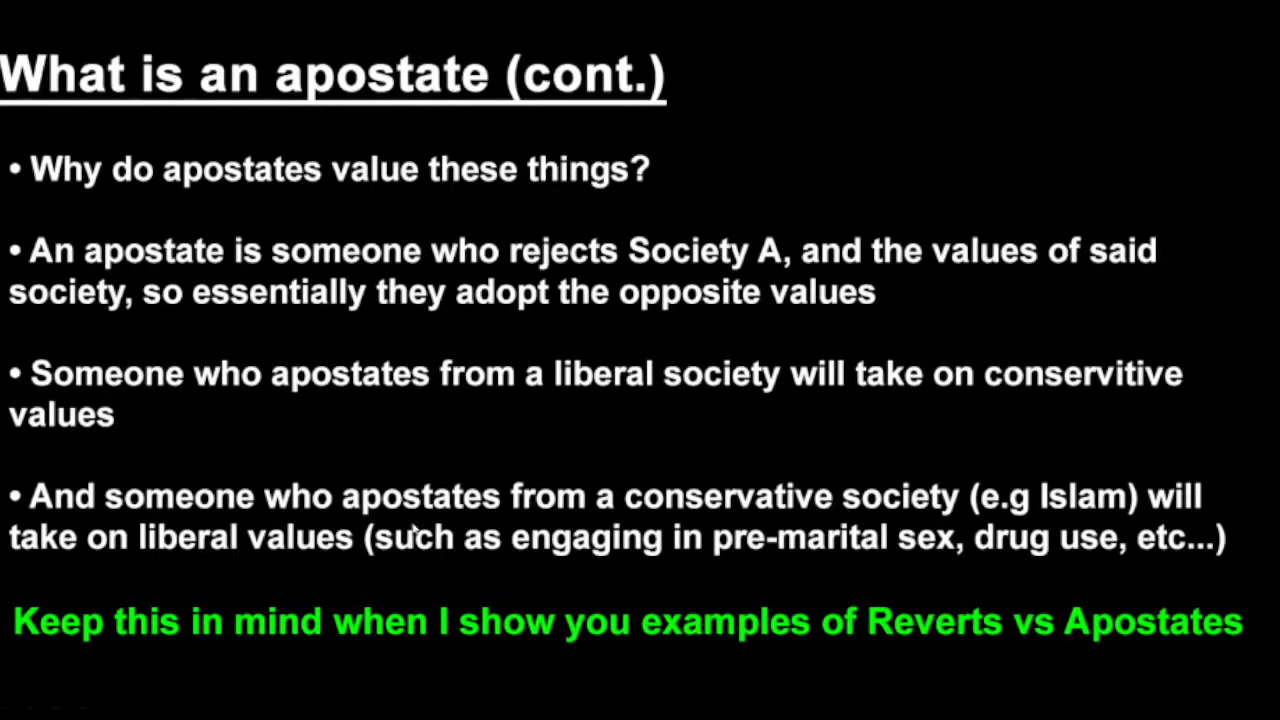 What is an apostate (cont.)
• Why do apostates value these things?
• An apostate is someone who rejects Society A, and the values of said
society, so essentially they adopt the opposite values
• Someone who apostates from a liberal society will take on conservitive
values
• And someone who apostates from a conservative society (e.g Islam) will
take on liberal values (such as engaging in pre-marital sex, drug use, etc...)
Keep this in mind when I show you examples of Reverts vs Apostates